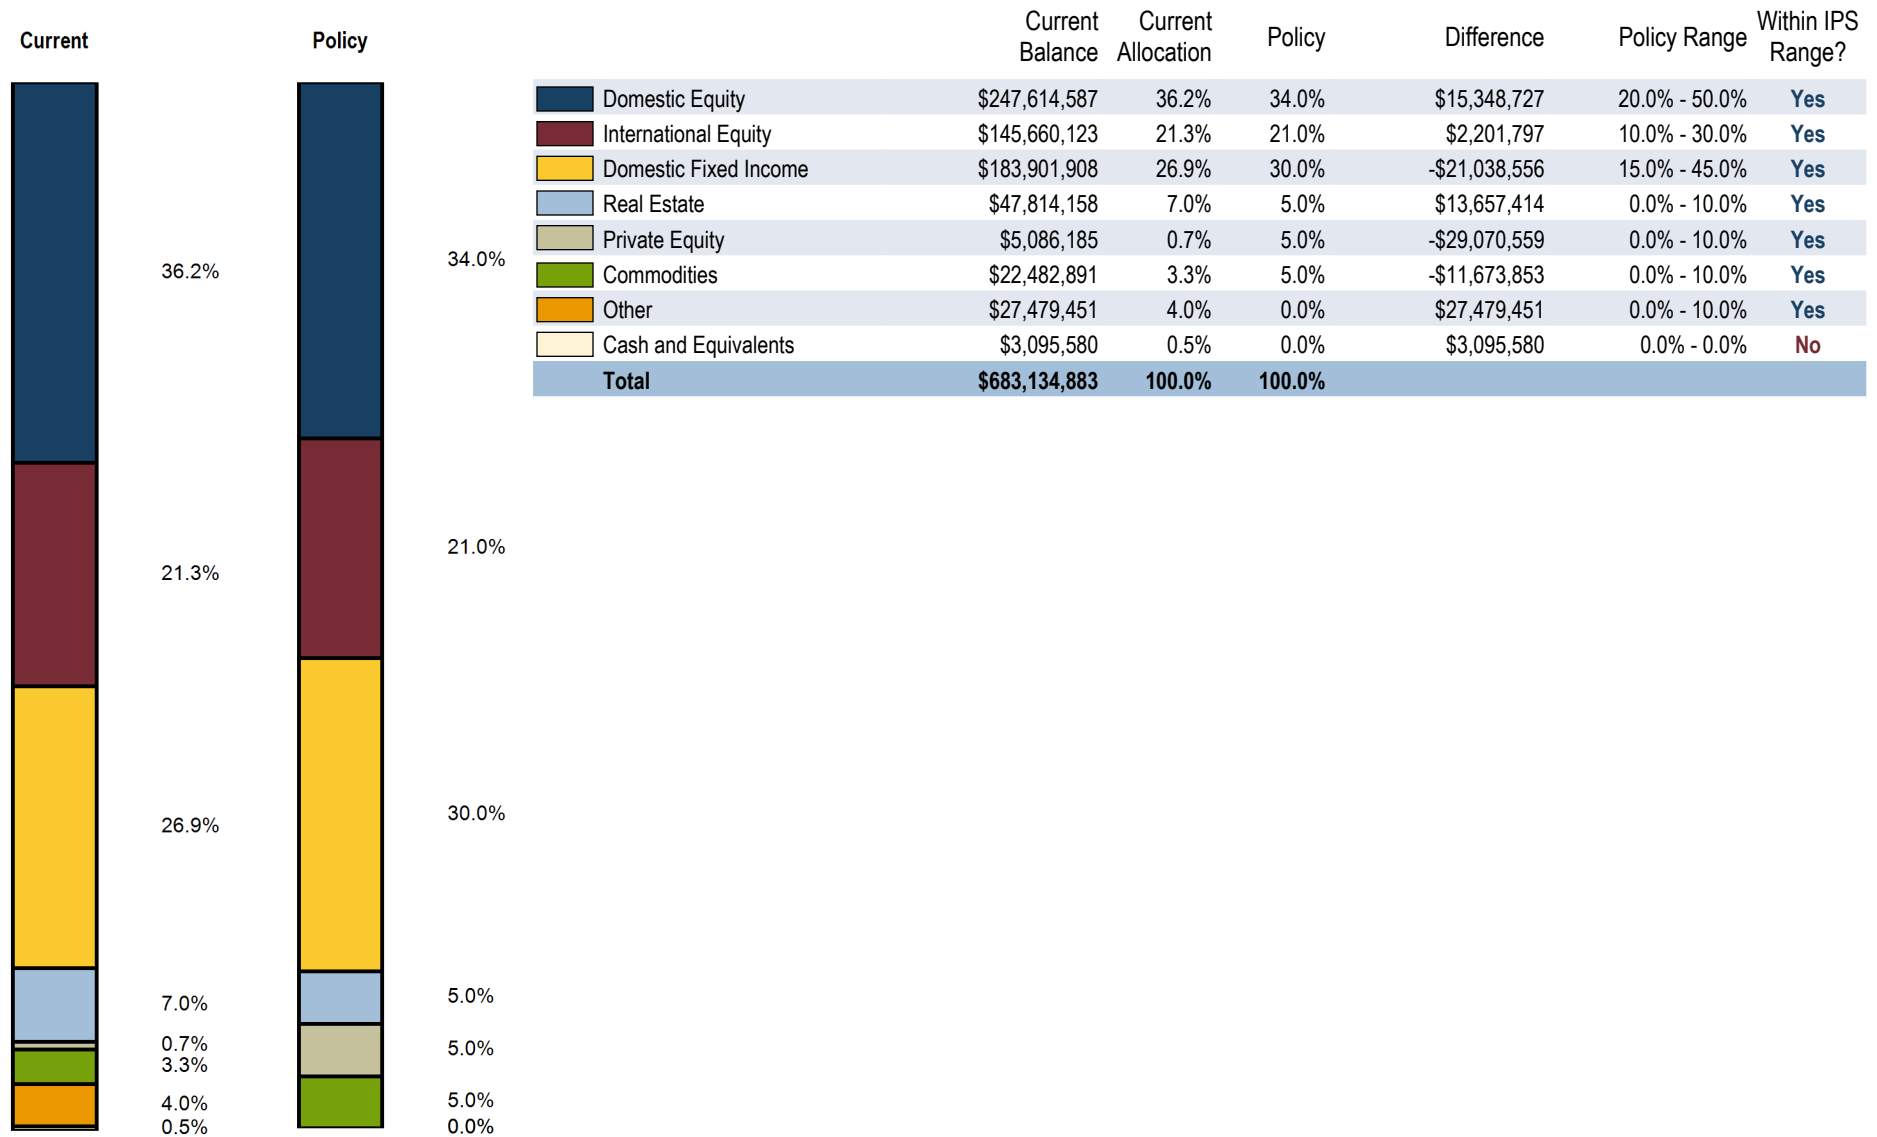 Current
Policy
36.2%
21.3%
26.9%
7.0%
0.7%
3.3%
4.0%
0.5%
34.0%
21.0%
30.0%
5.0%
5.0%
5.0%
0.0%
Current Balance Current Allocation Policy Difference Policy Range Within IPS Range?
Domestic Equity $247,614,587 36.2% 34.0% $15,348,727 20.0% - 50.0% Yes
International Equity $145,660,123 21.3% 21.0% $2,201,797 10.0% - 30.0% Yes
Domestic Fixed Income $183,901,908 26.9% 30.0% -$21,038,556 15.0% - 45.0% Yes
Real Estate $47,814,158 7.0% 5.0% $13,657,414 0.0% - 10.0% Yes
Private Equity $5,086,185 0.7% 5.0% -$29,070,559 0.0% - 10.0% Yes
Commodities $22,482,891 3.3% 5.0% -$11,673,853 0.0% - 10.0% Yes
Other $27,479,451 4.0% 0.0% $27,479,451 0.0% - 10.0% Yes
Cash and Equivalents $3,095,580 0.5% 0.0% $3,095,580 0.0% - 0.0% No
Total $683,134,883 100.0% 100.0%